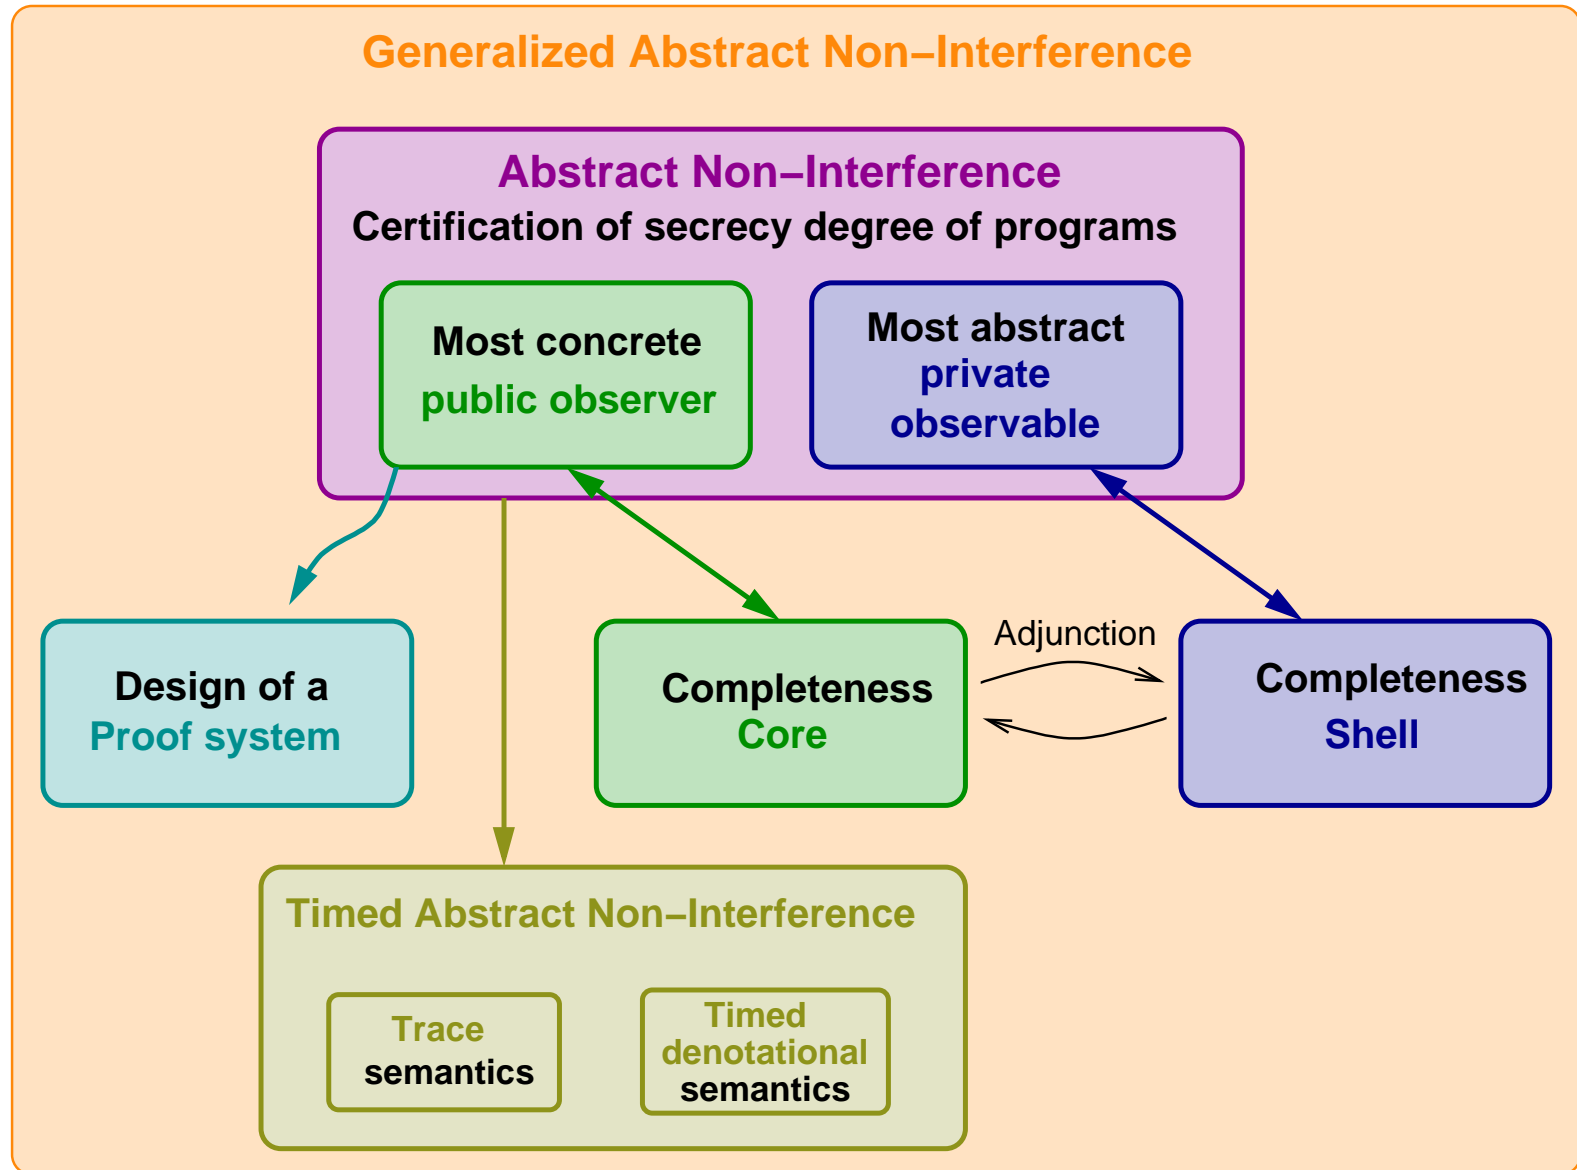 Generalized Abstract Non–Interference
Abstract Non–Interference
Certification of secrecy degree of programs
Most concrete
public observer
Most abstract
private
observable
Adjunction
Design of a
Proof system
Completeness
Core
Completeness
Shell
Timed Abstract Non–Interference
Trace
semantics
Timed
denotational
semantics